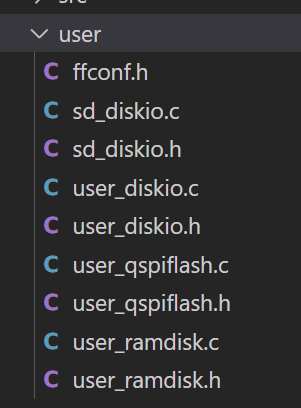 user
C ffconf.h
C sd_diskio.c
C sd_diskio.h
C user_diskio.c
C user_diskio.h
C user_qspiflash.c
C user_qspiflash.h
C user_ramdisk.c
C user_ramdisk.h